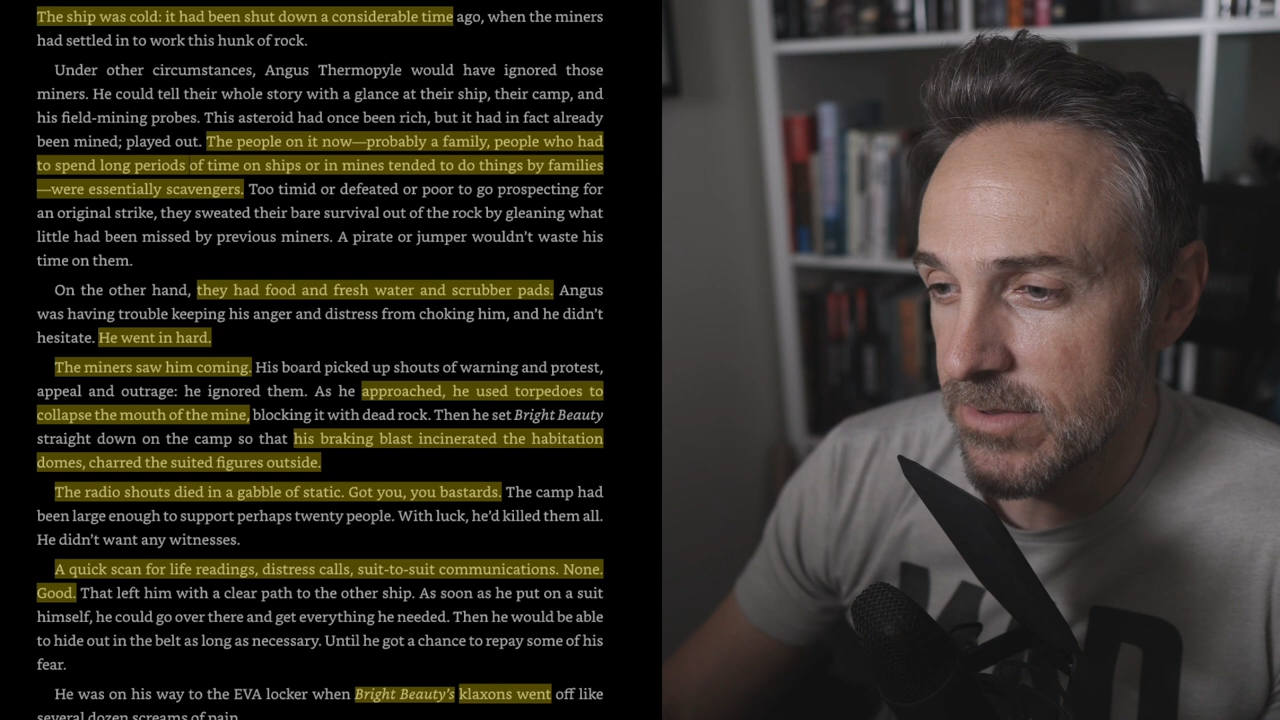 The ship was cold: it had been shut down a considerable time ago, when the miners
had settled in to work this hunk of rock.
Under other circumstances, Angus Thermopyle would have ignored those
miners. He could tell their whole story with a glance at their ship, their camp, and
his field-mining probes. This asteroid had once been rich, but it had in fact already
been mined; played out. The people on it now—probably a family, people who had
to spend long periods of time on ships or in mines tended to do things by families
—were essentially scavengers. Too timid or defeated or poor to go prospecting for
an original strike, they sweated their bare survival out of the rock by gleaning what
little had been missed by previous miners. A pirate or jumper wouldn't waste his
time on them.
On the other hand, they had food and fresh water and scrubber pads. Angus
was having trouble keeping his anger and distress from choking him, and he didn't
hesitate. He went in hard.
The miners saw him coming. His board picked up shouts of warning and protest,
appeal and outrage: he ignored them. As he approached, he used torpedoes to
collapse the mouth of the mine, blocking it with dead rock. Then he set Bright Beauty
straight down on the camp so that his braking blast incinerated the habitation
domes, charred the suited figures outside.
The radio shouts died in a gabble of static. Got you, you bastards. The camp had
been large enough to support perhaps twenty people. With luck, he'd killed them all.
He didn't want any witnesses.
A quick scan for life readings, distress calls, suit-to-suit communications. None.
Good. That left him with a clear path to the other ship. As soon as he put on a suit
himself, he could go over there and get everything he needed. Then he would be able
to hide out in the belt as long as necessary. Until he got a chance to repay some of his
fear.
He was on his way to the EVA locker when Bright Beauty's klaxons went off like
several dozen screams of pain